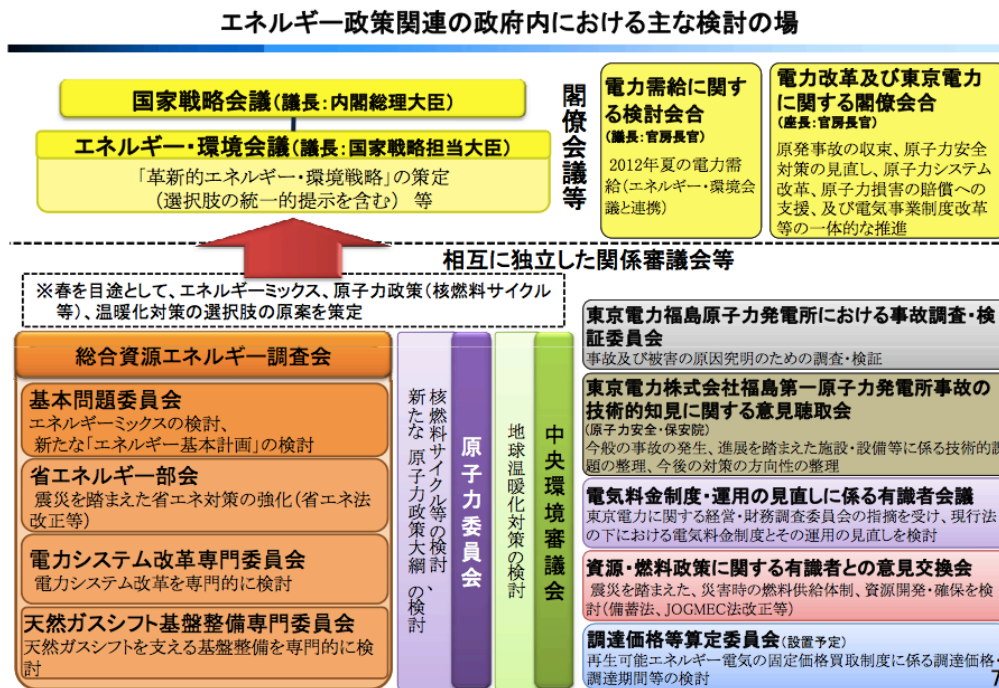 エネルギー政策関連の政府内における主な検討の場
国家戦略会議(議長:内閣総理大臣)
エネルギー・環境会議(議長:国家戦略担当大臣)
「革新的エネルギー・環境戦略」の策定
(選択肢の統一的提示を含む) 等
閣僚会議等
電力需給に関す
る検討会合
(議長:官房長官)
2012年夏の電力需
給(エネルギー・環境会
議と連携)
電力改革及び東京電力
に関する閣僚会合
(座長:官房長官)
原発事故の収束、原子力安全
対策の見直し、原子力システム
改革、原子力損害の賠償への
支援、及び電気事業制度改革
等の一体的な推進
相互に独立した関係審議会等
※春を目途として、エネルギーミックス、原子力政策(核燃料サイクル
等)、温暖化対策の選択肢の原案を策定
総合資源エネルギー調査会
基本問題委員会
エネルギーミックスの検討、
新たな「エネルギー基本計画」の検討
省エネルギー部会
震災を踏まえた省エネ対策の強化(省エネ法
改正等)
電力システム改革専門委員会
電力システム改革を専門的に検討
天然ガスシフト基盤整備専門委員会
天然ガスシフトを支える基盤整備を専門的に検
討
核燃料サイクル等の検討、
新たな「原子力政策大綱」の検討
原子力委員会
地球温暖化対策の検討
中央環境審議会
東京電力福島原子力発電所における事故調査・検
証委員会
事故及び被害の原因究明のための調査・検証
東京電力株式会社福島第一原子力発電所事故の
技術的知見に関する意見聴取会
(原子力安全・保安院)
今般の事故の発生、進展を踏まえた施設・設備等に係る技術的課
題の整理、今後の対策の方向性の整理
電気料金制度・運用の見直しに係る有識者会議
東京電力に関する経営・財務調査委員会の指摘を受け、現行法
の下における電気料金制度とその運用の見直しを検討
資源・燃料政策に関する有識者との意見交換会
震災を踏まえた、災害時の燃料供給体制、資源開発・確保を検
討(備蓄法、JOGMEC法改正等)
調達価格等算定委員会(設置予定)
再生可能エネルギー電気の固定価格買取制度に係る調達価格・
調達期間等の検討
7